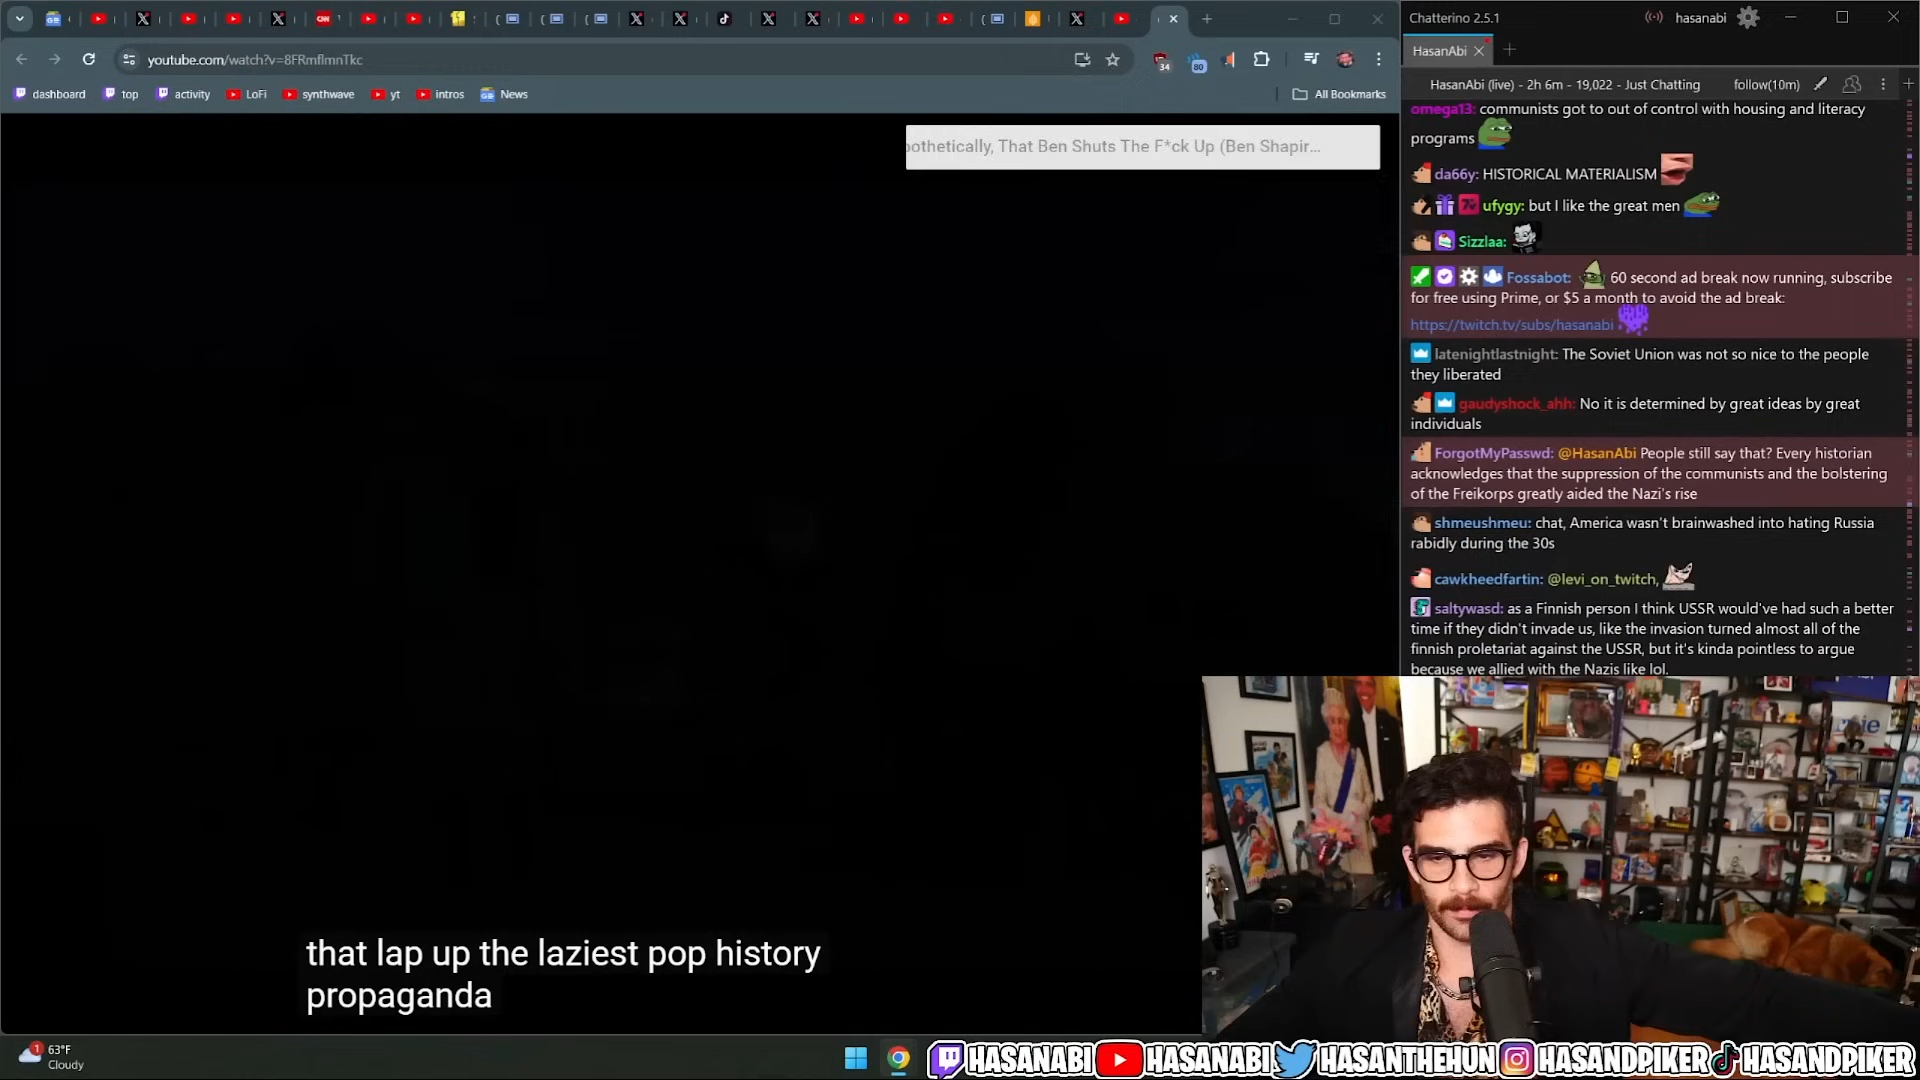 youtube.com/watch?v=8FRmflmnTkc
34
80
dashboard
top
activity
LoFi
synthwave
yt
intros
News
All Bookmarks
pothetically, That Ben Shuts The F*ck Up (Ben Shapir...
that lap up the laziest pop history
propaganda
Chatterino 2.5.1
hasanabi
HasanAbi
HasanAbi (live) - 2h 6m - 19,022 - Just Chatting
follow(10m)
omega13: communists got to out of control with housing and literacy
programs
da66y: HISTORICAL MATERIALISM
ufygy: but I like the great men
Sizzlaa:
Fossabot: 60 second ad break now running, subscribe
for free using Prime, or $5 a month to avoid the ad break:
https://twitch.tv/subs/hasanabi
latenightlastnight: The Soviet Union was not so nice to the people
they liberated
gaudyshock_ahh: No it is determined by great ideas by great
individuals
ForgotMyPasswd: @HasanAbi People still say that? Every historian
acknowledges that the suppression of the communists and the bolstering
of the Freikorps greatly aided the Nazi's rise
shmeushmeu: chat, America wasn't brainwashed into hating Russia
rabidly during the 30s
cawkheedfartin: @levi_on_twitch,
saltywasd: as a Finnish person I think USSR would've had such a better
time if they didn't invade us, like the invasion turned almost all of the
finnish proletariat against the USSR, but it's kinda pointless to argue
because we allied with the Nazis like lol.
1
63°F
Cloudy
HASANABI
HASANABI
HASANTHEHUN
HASANDPIKER
HASANDPIKER